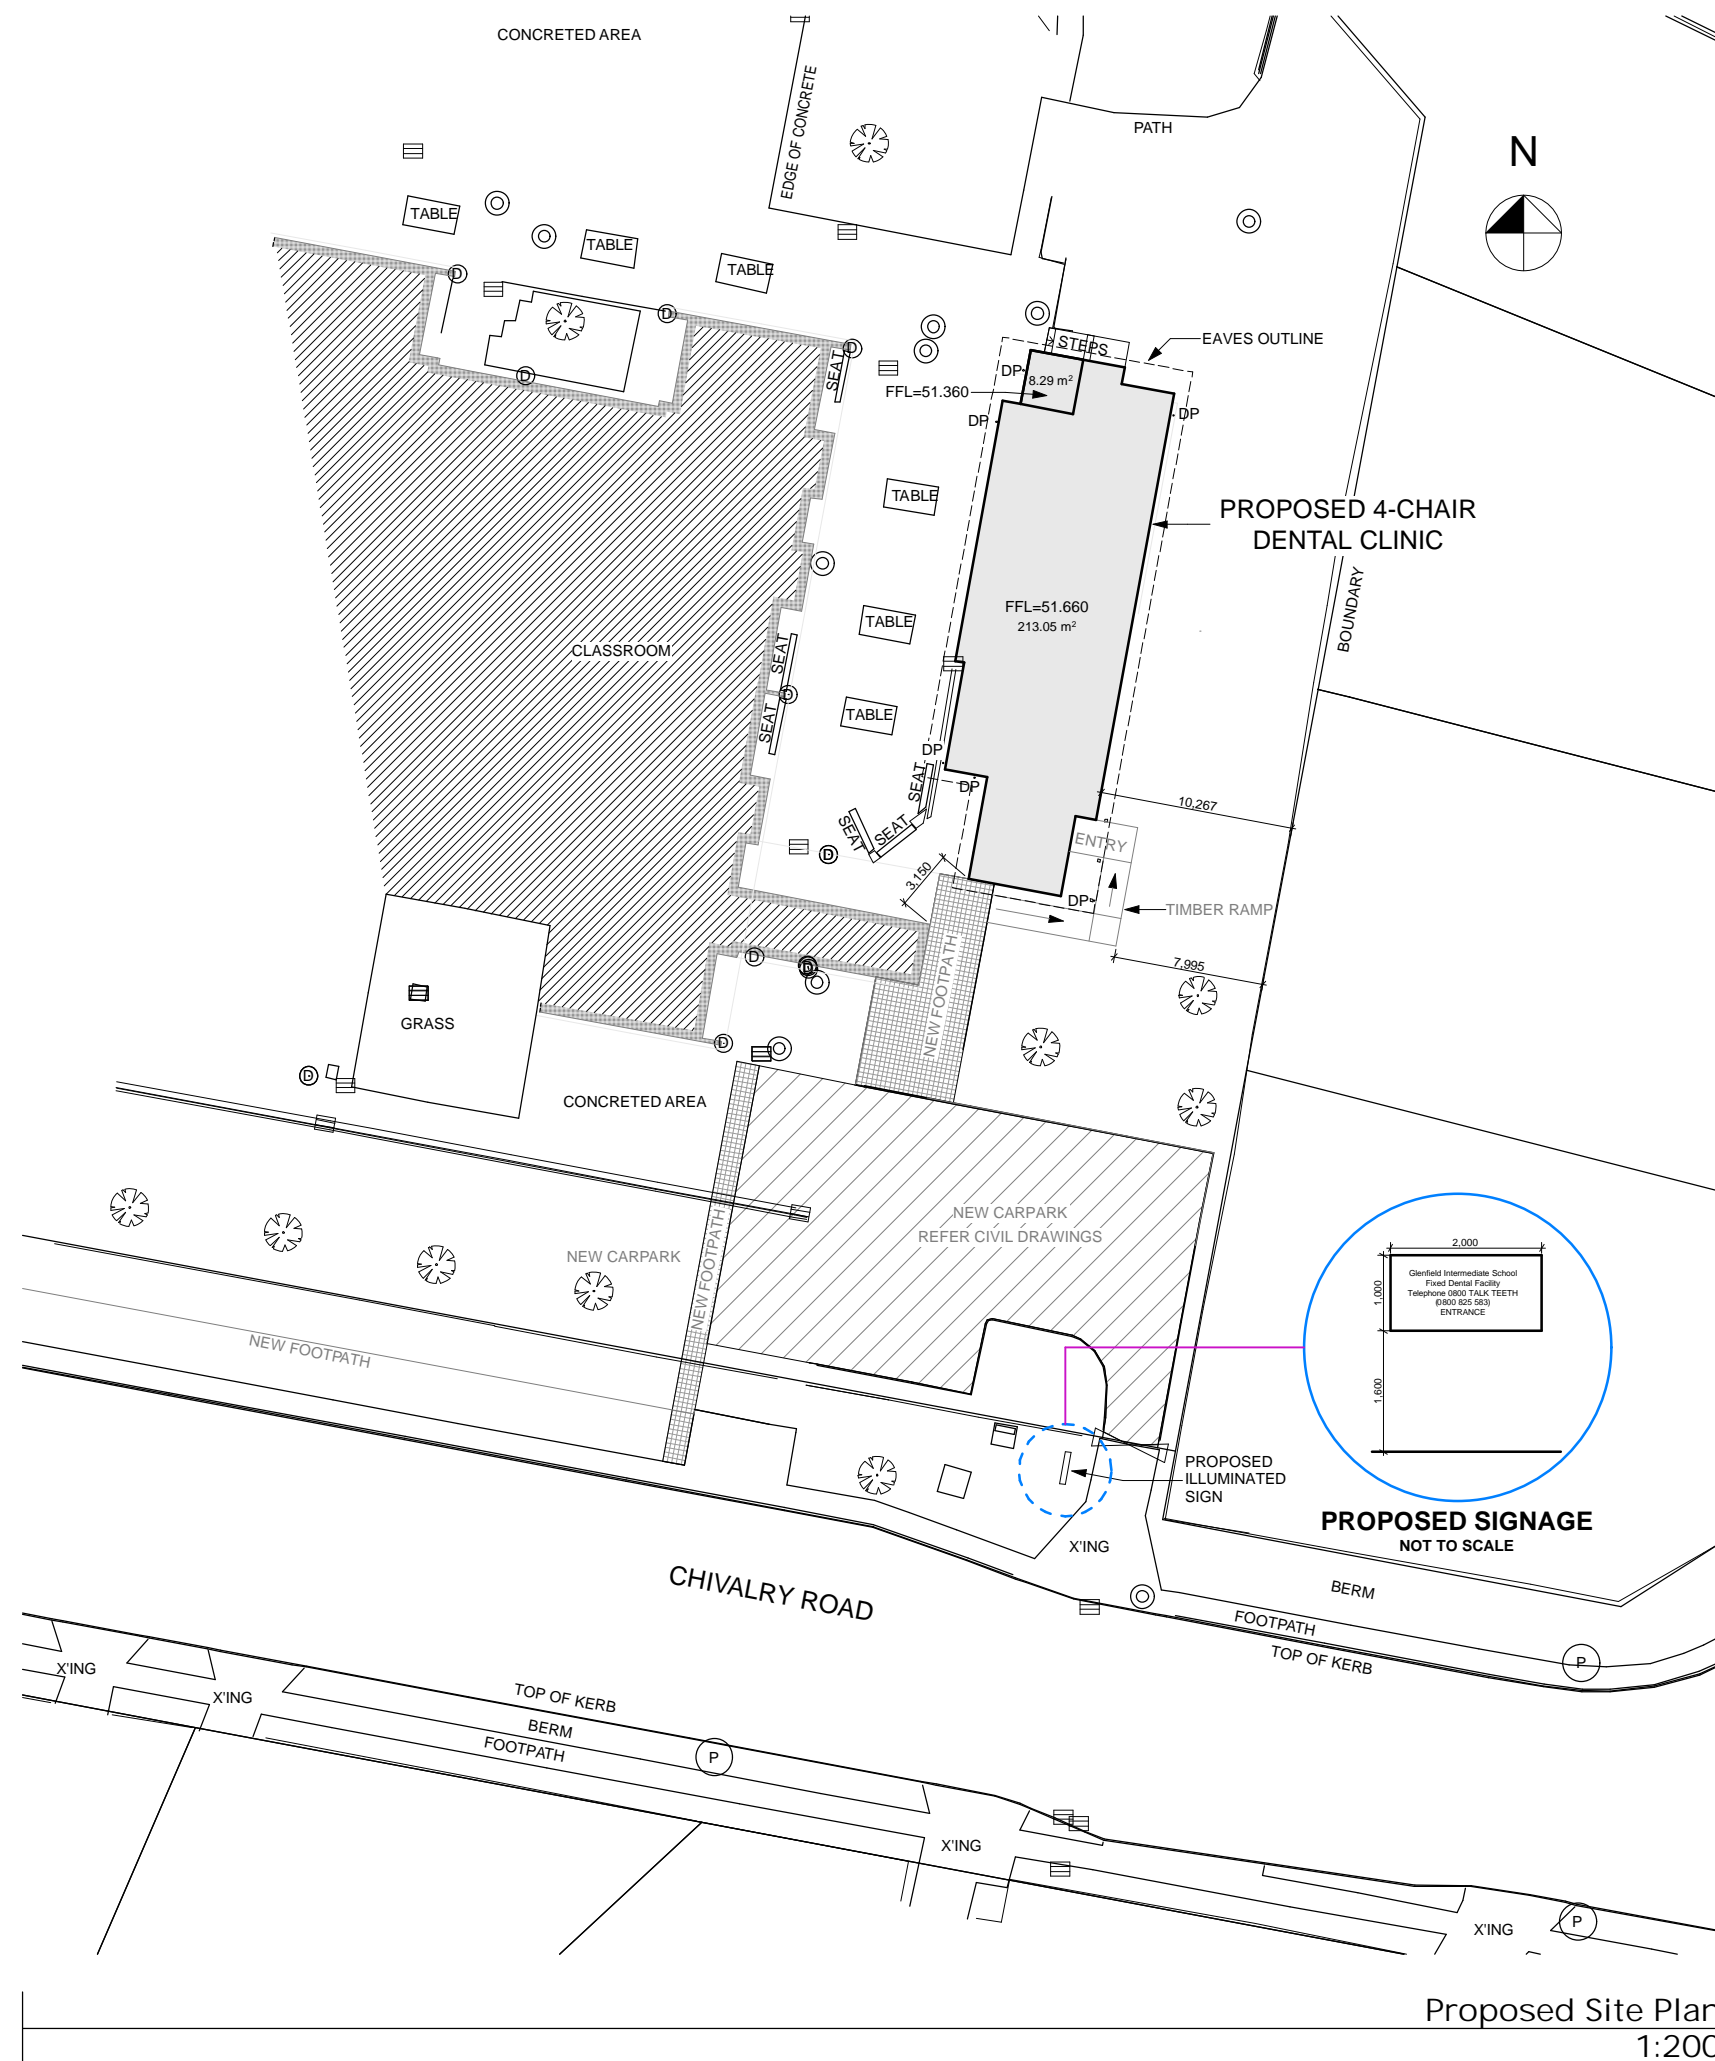 CONCRETED AREA
EDGE OF CONCRETE
PATH
N
TABLE
TABLE
TABLE
D
D
D
D
SEAT
STEPS
EAVES OUTLINE
DP
8.29 m²
FFL=51.360
DP
DP
TABLE
PROPOSED 4-CHAIR
DENTAL CLINIC
BOUNDARY
FFL=51.660
213.05 m²
TABLE
CLASSROOM
SEAT
D
SEAT
TABLE
DP
SEAT
DP
10,267
SEAT
SEAT
ENTRY
D
3,150
DP
TIMBER RAMP
NEW FOOTPATH
D
D
7,995
GRASS
D
D
CONCRETED AREA
NEW CARPARK
REFER CIVIL DRAWINGS
NEW CARPARK
NEW FOOTPATH
NEW FOOTPATH
2,000
1,000
Glenfield Intermediate School
Fixed Dental Facility
Telephone 0800 TALK TEETH
(0800 825 583)
ENTRANCE
1,600
PROPOSED
ILLUMINATED
SIGN
PROPOSED SIGNAGE
NOT TO SCALE
X'ING
CHIVALRY ROAD
BERM
FOOTPATH
TOP OF KERB
P
X'ING
X'ING
TOP OF KERB
BERM
FOOTPATH
P
X'ING
X'ING
P
Proposed Site Plan
1:200